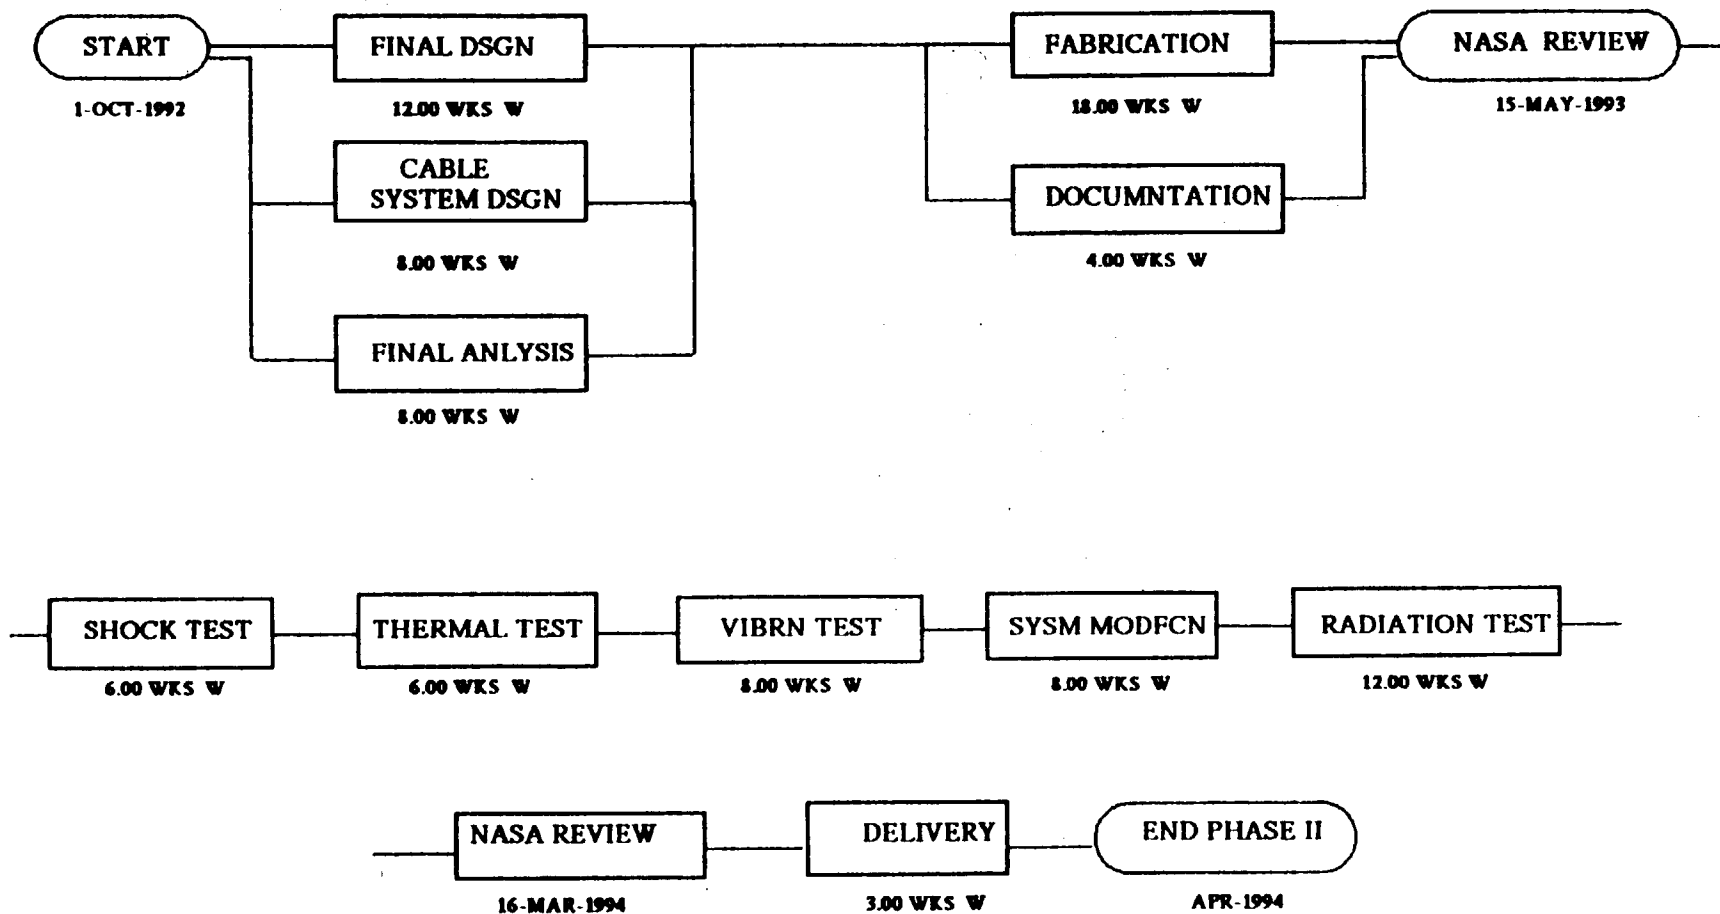 START
1-OCT-1992
FINAL DSGN
12.00 WKS W
CABLE
SYSTEM DSGN
8.00 WKS W
FINAL ANLYSIS
8.00 WKS W
FABRICATION
18.00 WKS W
DOCUMNTATION
4.00 WKS W
NASA REVIEW
15-MAY-1993
SHOCK TEST
6.00 WKS W
THERMAL TEST
6.00 WKS W
VIBRN TEST
8.00 WKS W
SYSM MODFCN
8.00 WKS W
RADIATION TEST
12.00 WKS W
NASA REVIEW
16-MAR-1994
DELIVERY
3.00 WKS W
END PHASE II
APR-1994